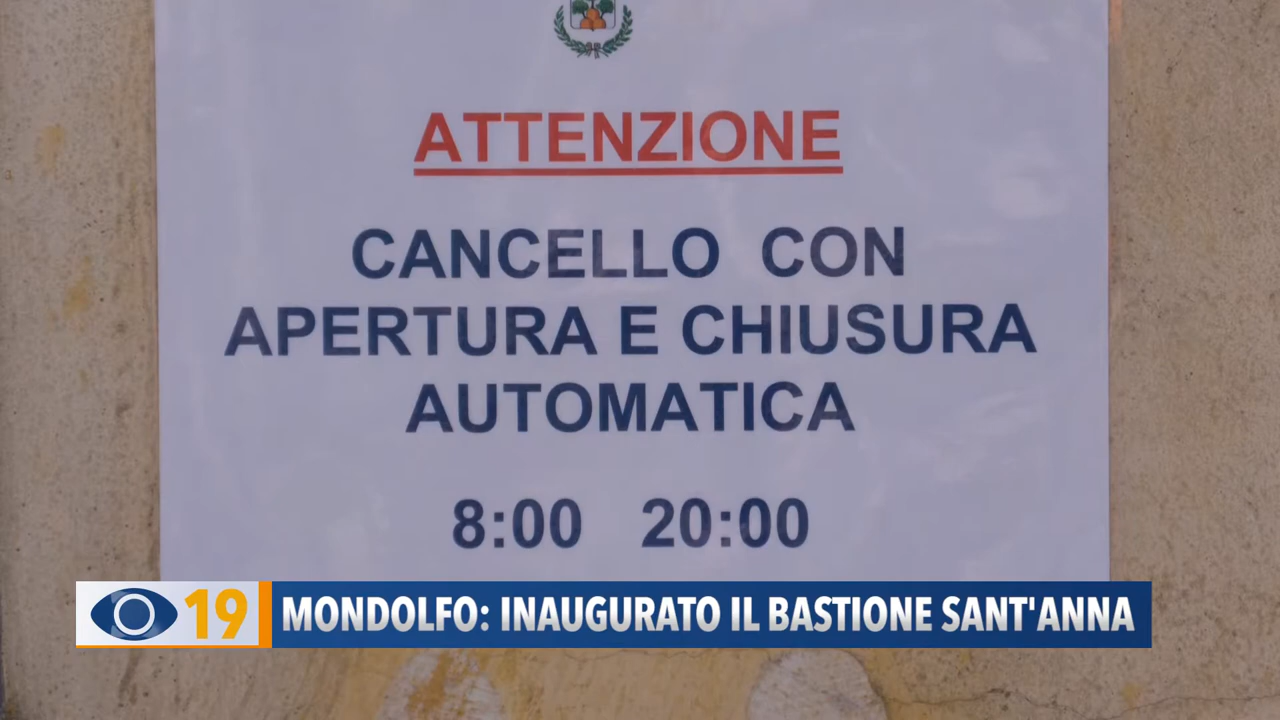 ATTENZIONE
CANCELLO CON
APERTURA E CHIUSURA
AUTOMATICA
8:00 20:00
19 MONDOLFO: INAUGURATO IL BASTIONE SANT'ANNA